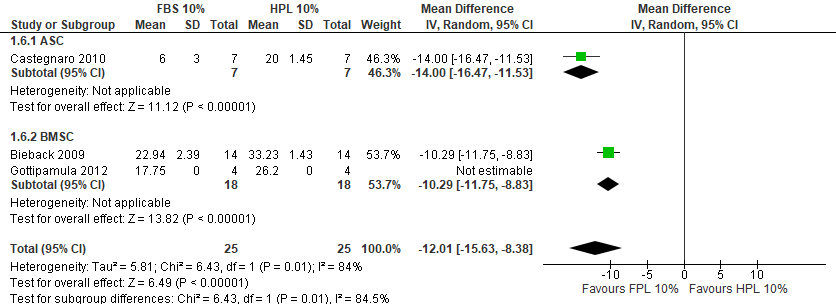 FBS 10% HPL 10% Mean Difference Mean Difference
Study or Subgroup Mean SD Total Mean SD Total Weight IV, Random, 95% CI IV, Random, 95% CI
1.6.1 ASC
Castegnaro 2010 6 3 7 20 1.45 7 46.3% -14.00 [-16.47, -11.53]
Subtotal (95% CI) 7 7 46.3% -14.00 [-16.47, -11.53]
Heterogeneity: Not applicable
Test for overall effect: Z = 11.12 (P < 0.00001)
1.6.2 BMSC
Bieback 2009 22.94 2.39 14 33.23 1.43 14 53.7% -10.29 [-11.75, -8.83]
Gottipamula 2012 17.75 0 4 26.2 0 4 Not estimable
Subtotal (95% CI) 18 18 53.7% -10.29 [-11.75, -8.83]
Heterogeneity: Not applicable
Test for overall effect: Z = 13.82 (P < 0.00001)
Total (95% CI) 25 25 100.0% -12.01 [-15.63, -8.38]
Heterogeneity: Tau² = 5.81; Chi² = 6.43, df = 1 (P = 0.01); I² = 84%
Test for overall effect: Z = 6.49 (P < 0.00001)
Test for subgroup differences: Chi² = 6.43, df = 1 (P = 0.01), I² = 84.5%
-10 -5 0 5 10
Favours FPL 10% Favours HPL 10%